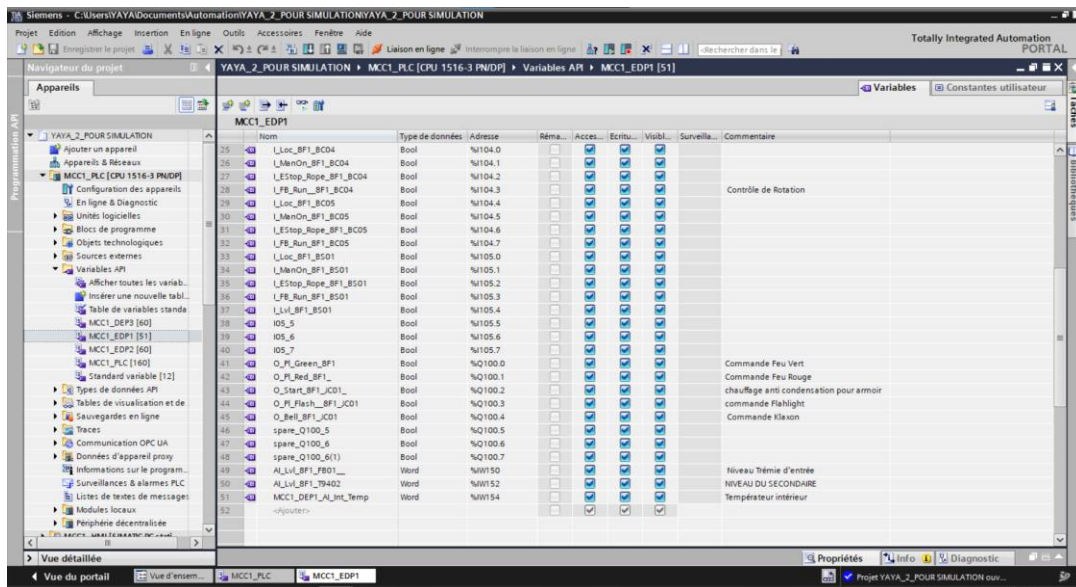 Siemens - C:\Users\YAYA\Documents\Automation\YAYA_2_POUR SIMULATION\YAYA_2_POUR SIMULATION
Projet Edition Affichage Insertion En ligne Outils Accessoires Fenêtre Aide
Enregistrer le projet Liaison en ligne Interrompre la liaison en ligne <Rechercher dans le
Totally Integrated Automation
PORTAL
Navigateur du projet
YAYA_2_POUR SIMULATION MCC1_PLC [CPU 1516-3 PN/DP] Variables API MCC1_EDP1 [51]
Appareils
Variables Constantes utilisateur
MCC1_EDP1
Nom Type de données Adresse Réma... Acces... Ecritu... Visibl... Surveilla... Commentaire
25 I_Loc_BF1_BC04 Bool %I104.0
26 I_ManOn_BF1_BC04 Bool %I104.1
27 I_EStop_Rope_BF1_BC04 Bool %I104.2
28 I_FB_Run__BF1_BC04 Bool %I104.3 Contrôle de Rotation
29 I_Loc_BF1_BC05 Bool %I104.4
30 I_ManOn_BF1_BC05 Bool %I104.5
31 I_EStop_Rope_BF1_BC05 Bool %I104.6
32 I_FB_Run_BF1_BC05 Bool %I104.7
33 I_Loc_BF1_BS01 Bool %I105.0
34 I_ManOn_BF1_BS01 Bool %I105.1
35 I_EStop_Rope_BF1_BS01 Bool %I105.2
36 I_FB_Run_BF1_BS01 Bool %I105.3
37 I_Lvl_BF1_BS01 Bool %I105.4
38 I05_5 Bool %I105.5
39 I05_6 Bool %I105.6
40 I05_7 Bool %I105.7
41 O_Pl_Green_BF1 Bool %Q100.0 Commande Feu Vert
42 O_Pl_Red_BF1_ Bool %Q100.1 Commande Feu Rouge
43 O_Start_BF1_JC01_ Bool %Q100.2 chauffage anti condensation pour armoir
44 O_Pl_Flash__BF1_JC01 Bool %Q100.3 commande Flahlight
45 O_Bell_BF1_JC01 Bool %Q100.4 Commande Klaxon
46 spare_Q100_5 Bool %Q100.5
47 spare_Q100_6 Bool %Q100.6
48 spare_Q100_6(1) Bool %Q100.7
49 AI_Lvl_BF1_FB01__ Word %IW150 Niveau Trémie d'entrée
50 AI_Lvl_BF1_T9402 Word %IW152 NIVEAU DU SECONDAIRE
51 MCC1_DEP1_AI_Int_Temp Word %IW154 Températeur intérieur
52 <Ajouter>
YAYA_2_POUR SIMULATION
Ajouter un appareil
Appareils & Réseaux
MCC1_PLC [CPU 1516-3 PN/DP]
Configuration des appareils
En ligne & Diagnostic
Unités logicielles
Blocs de programme
Objets technologiques
Sources externes
Variables API
Afficher toutes les variab...
Insérer une nouvelle tabl...
Table de variables standa
MCC1_DEP3 [60]
MCC1_EDP1 [51]
MCC1_EDP2 [60]
MCC1_PLC [160]
Standard variable [12]
Types de données API
Tables de visualisation et de
Sauvegardes en ligne
Traces
Communication OPC UA
Données d'appareil proxy
Informations sur le program...
Surveillances & alarmes PLC
Listes de textes de messages
Modules locaux
Périphérie décentralisée
Programmation API
Tâches
Bibliothèques
Vue détaillée
Propriétés Info Diagnostic
Vue du portail Vue d'ensem... MCC1_PLC MCC1_EDP1
Projet YAYA_2_POUR SIMULATION ouv...